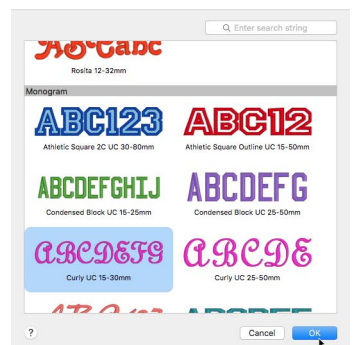 Enter search string
ABCabc
Rosita 12-32mm
Monogram
ABC123
ABC12
Athletic Square 2C UC 30-80mm
Athletic Square Outline UC 15-50mm
ABCDEFGHIJ
ABCDEFG
Condensed Block UC 15-25mm
Condensed Block UC 25-50mm
ABCDEFG
ABCDE
Curly UC 15-30mm
Curly UC 25-50mm
?
Cancel
OK